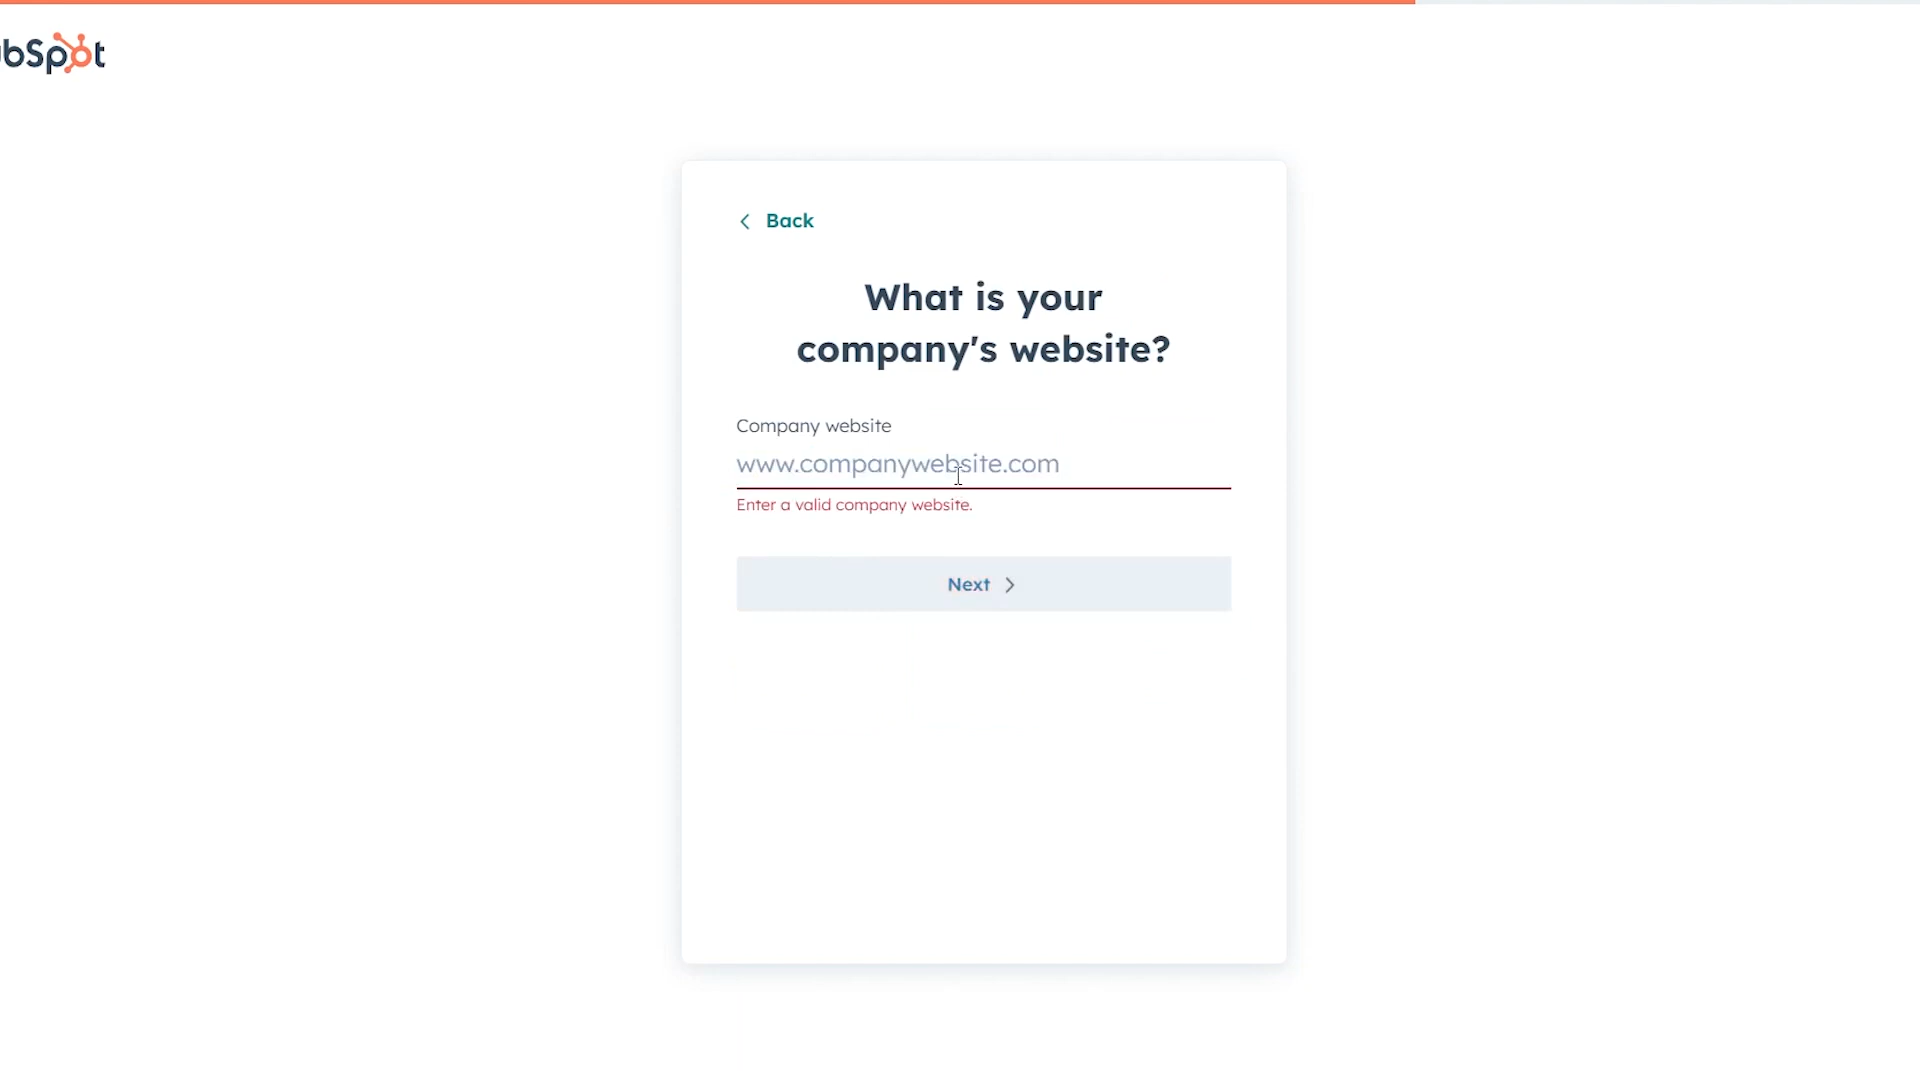 bSpot
Back
What is your
company's website?
Company website
www.companywebsite.com
Enter a valid company website.
Next